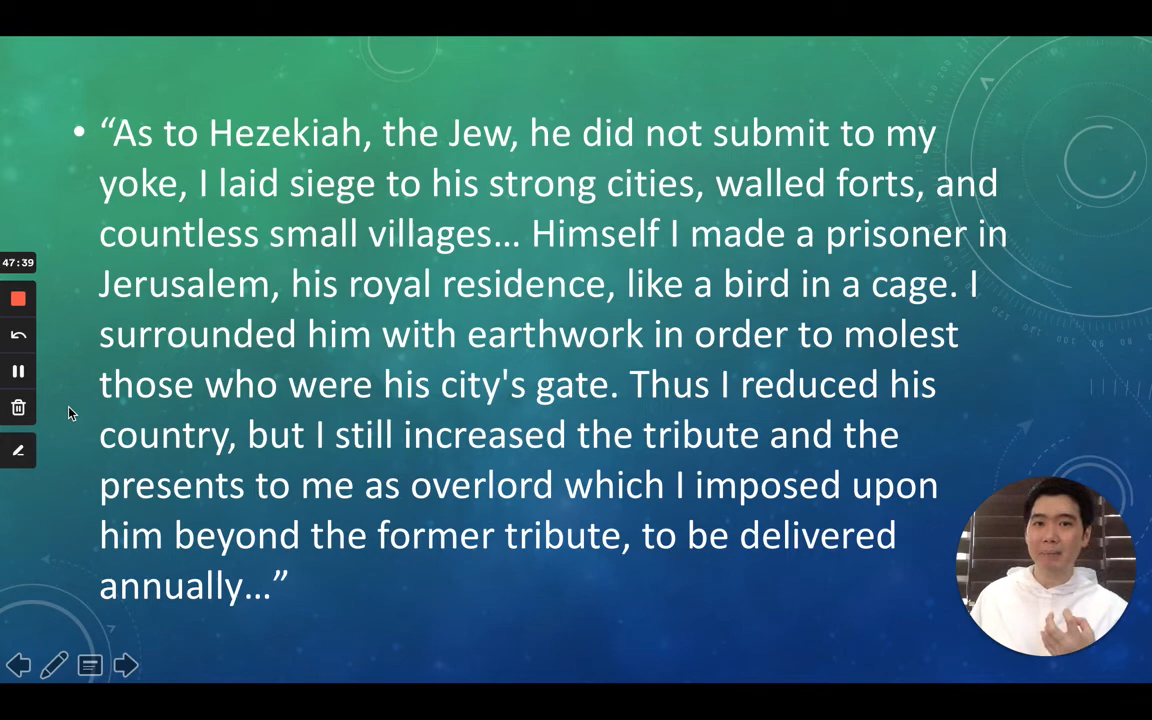 • “As to Hezekiah, the Jew, he did not submit to my
yoke, I laid siege to his strong cities, walled forts, and
countless small villages… Himself I made a prisoner in
Jerusalem, his royal residence, like a bird in a cage. I
surrounded him with earthwork in order to molest
those who were his city's gate. Thus I reduced his
country, but I still increased the tribute and the
presents to me as overlord which I imposed upon
him beyond the former tribute, to be delivered
annually…”
47:39